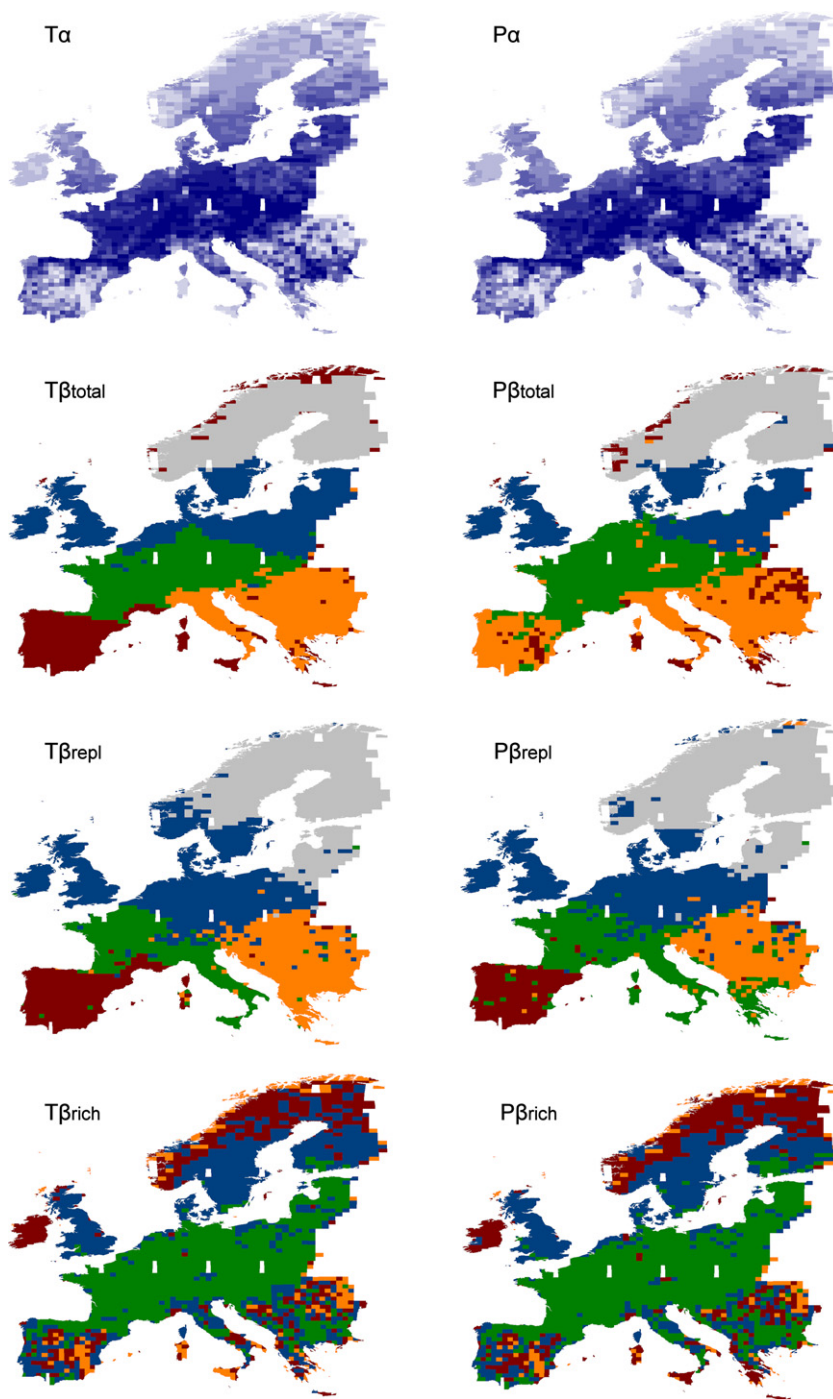 Tα
Pα
Tβtotal
Pβtotal
Tβrepl
Pβrepl
Tβrich
Pβrich